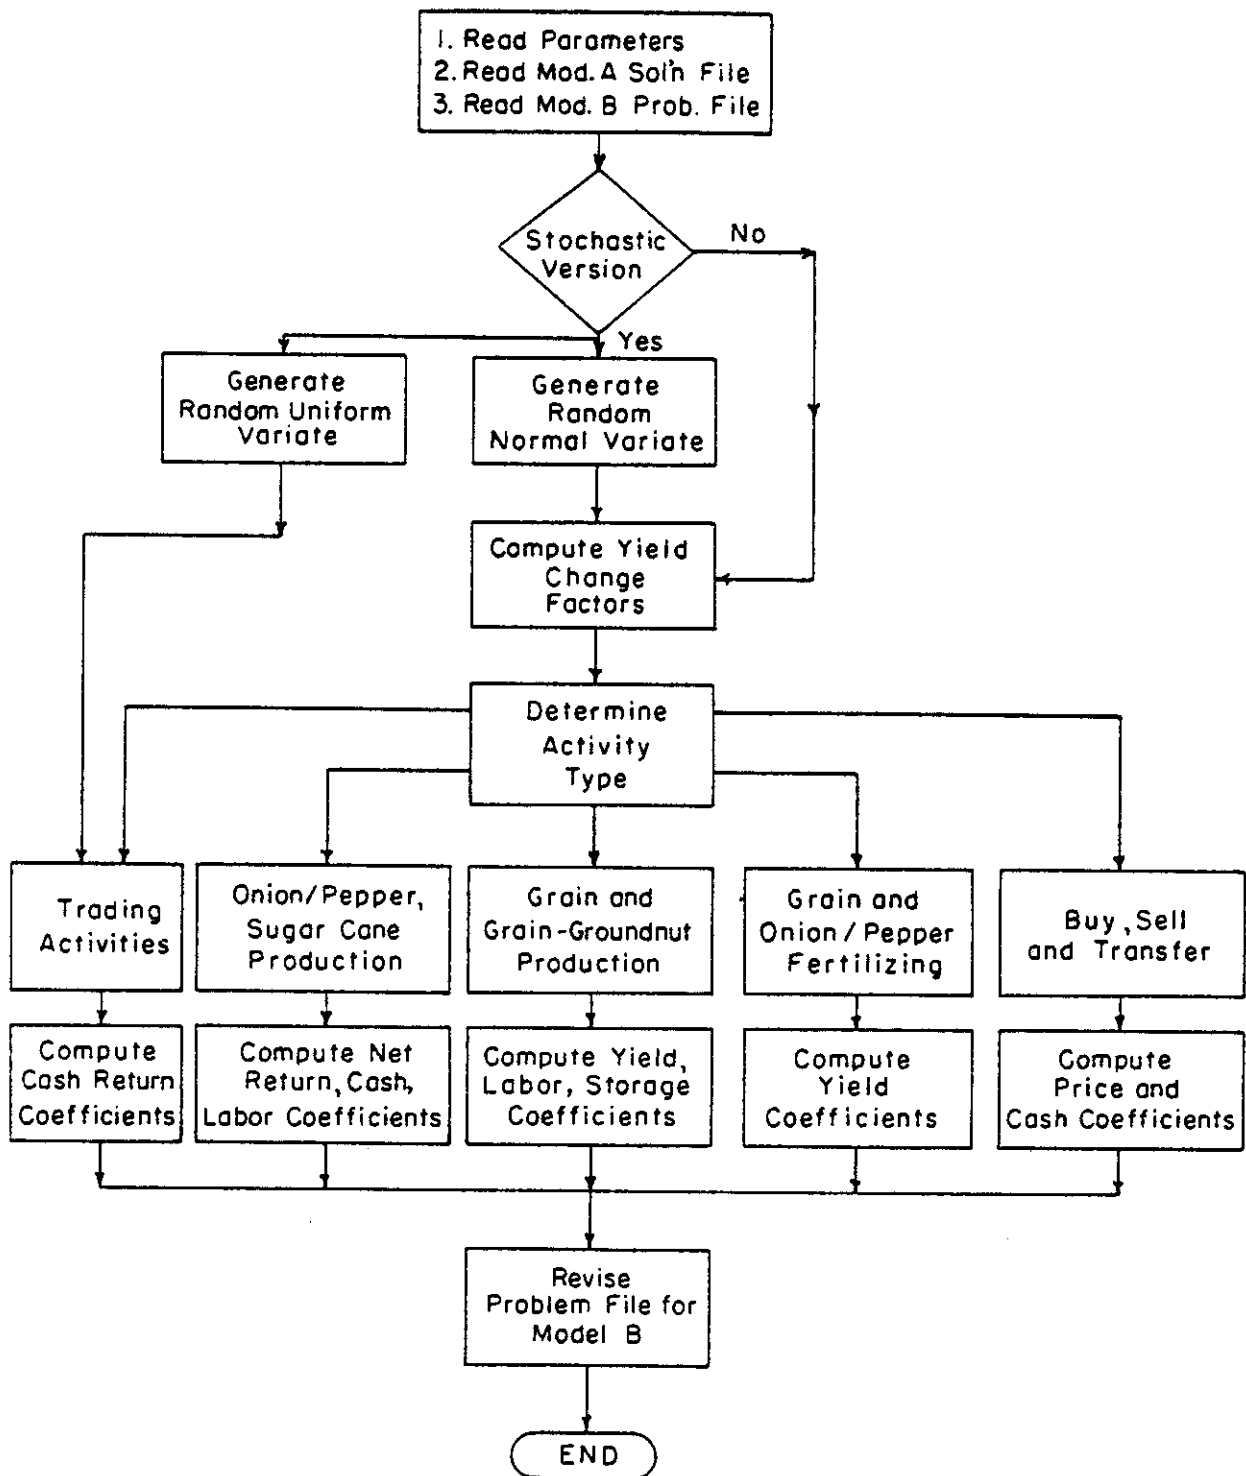 1. Read Parameters
2. Read Mod. A Sol'n File
3. Read Mod. B Prob. File
Stochastic
Version
No
Yes
Generate
Random Uniform
Variate
Generate
Random
Normal Variate
Compute Yield
Change
Factors
Determine
Activity
Type
Trading
Activities
Onion/Pepper,
Sugar Cane
Production
Grain and
Grain-Groundnut
Production
Grain and
Onion/Pepper
Fertilizing
Buy, Sell
and Transfer
Compute
Cash Return
Coefficients
Compute Net
Return, Cash,
Labor Coefficients
Compute Yield,
Labor, Storage
Coefficients
Compute
Yield
Coefficients
Compute
Price and
Cash Coefficients
Revise
Problem File for
Model B
END